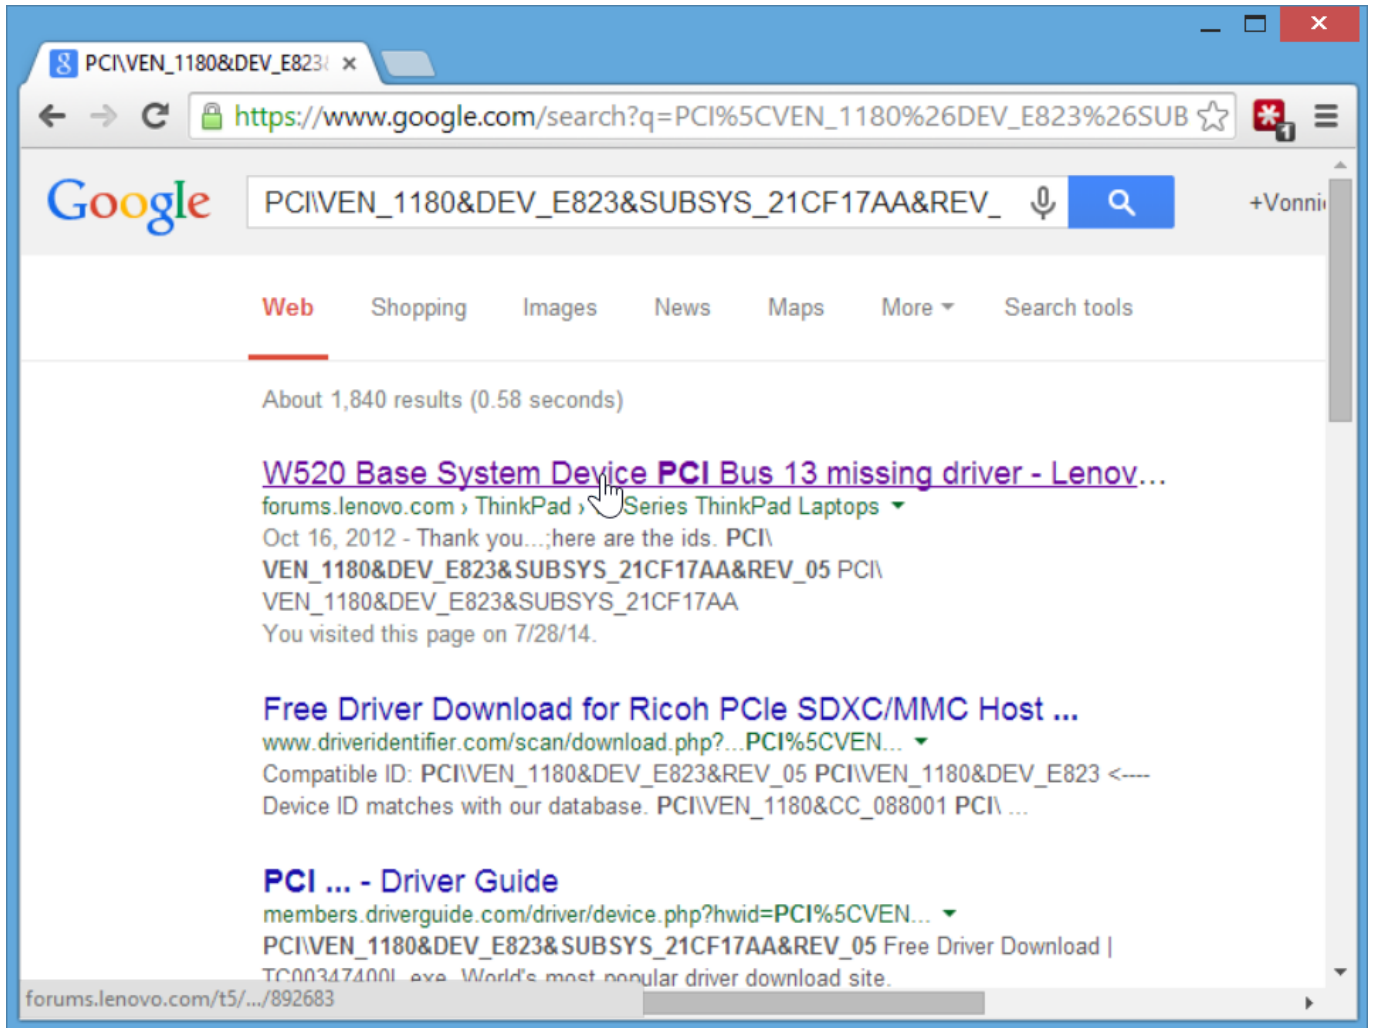 PCI\VEN_1180&DEV_E823&
https://www.google.com/search?q=PCI%5CVEN_1180%26DEV_E823%26SUB
1
Google
PCI\VEN_1180&DEV_E823&SUBSYS_21CF17AA&REV_
+Vonnie
Web Shopping Images News Maps More Search tools
About 1,840 results (0.58 seconds)
W520 Base System Device PCI Bus 13 missing driver - Lenov...
forums.lenovo.com › ThinkPad › Series ThinkPad Laptops
Oct 16, 2012 - Thank you...;here are the ids. PCI\
VEN_1180&DEV_E823&SUBSYS_21CF17AA&REV_05 PCI\
VEN_1180&DEV_E823&SUBSYS_21CF17AA
You visited this page on 7/28/14.
Free Driver Download for Ricoh PCIe SDXC/MMC Host ...
www.driveridentifier.com/scan/download.php?...PCI%5CVEN...
Compatible ID: PCI\VEN_1180&DEV_E823&REV_05 PCI\VEN_1180&DEV_E823 <----
Device ID matches with our database. PCI\VEN_1180&CC_088001 PCI\ ...
PCI ... - Driver Guide
members.driverguide.com/driver/device.php?hwid=PCI%5CVEN...
PCI\VEN_1180&DEV_E823&SUBSYS_21CF17AA&REV_05 Free Driver Download |
TC00347400L.exe. World's most popular driver download site.
forums.lenovo.com/t5/.../892683